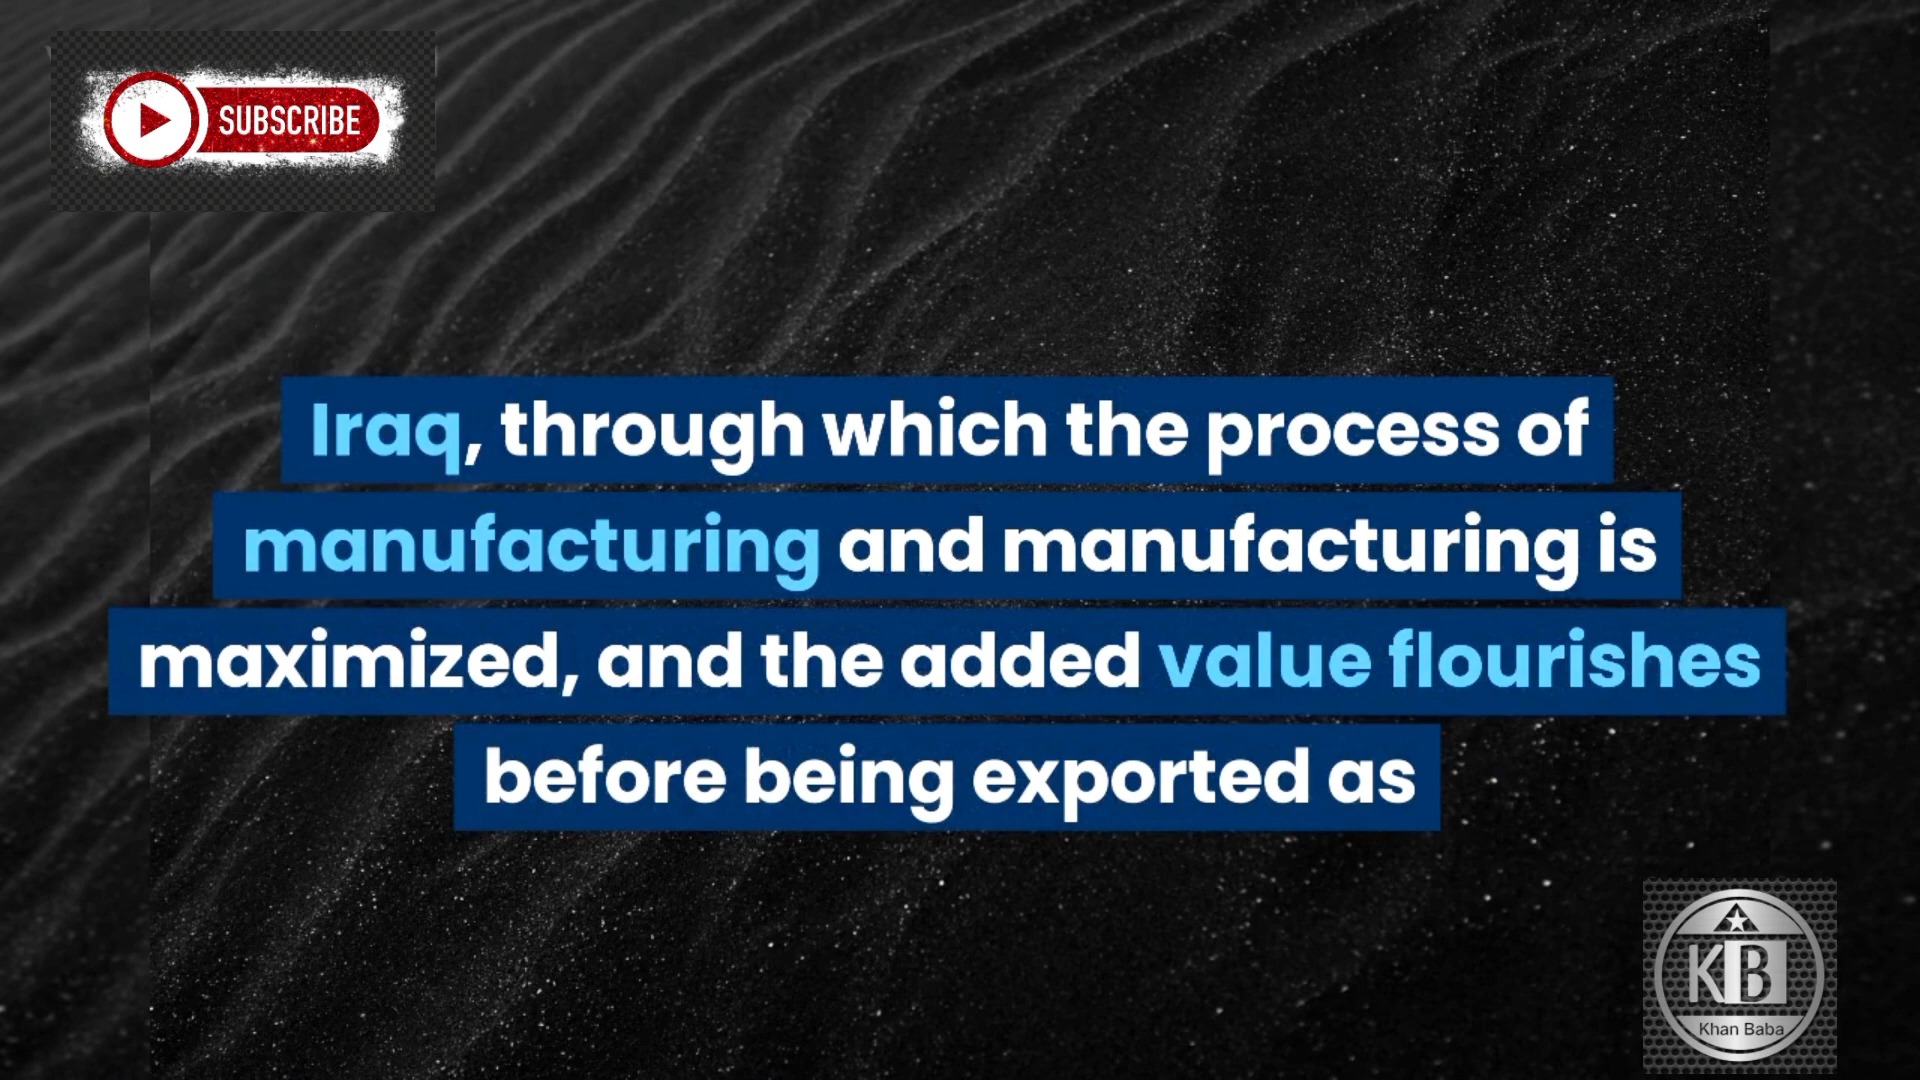 SUBSCRIBE
Iraq, through which the process of
manufacturing and manufacturing is
maximized, and the added value flourishes
before being exported as
KB
Khan Baba